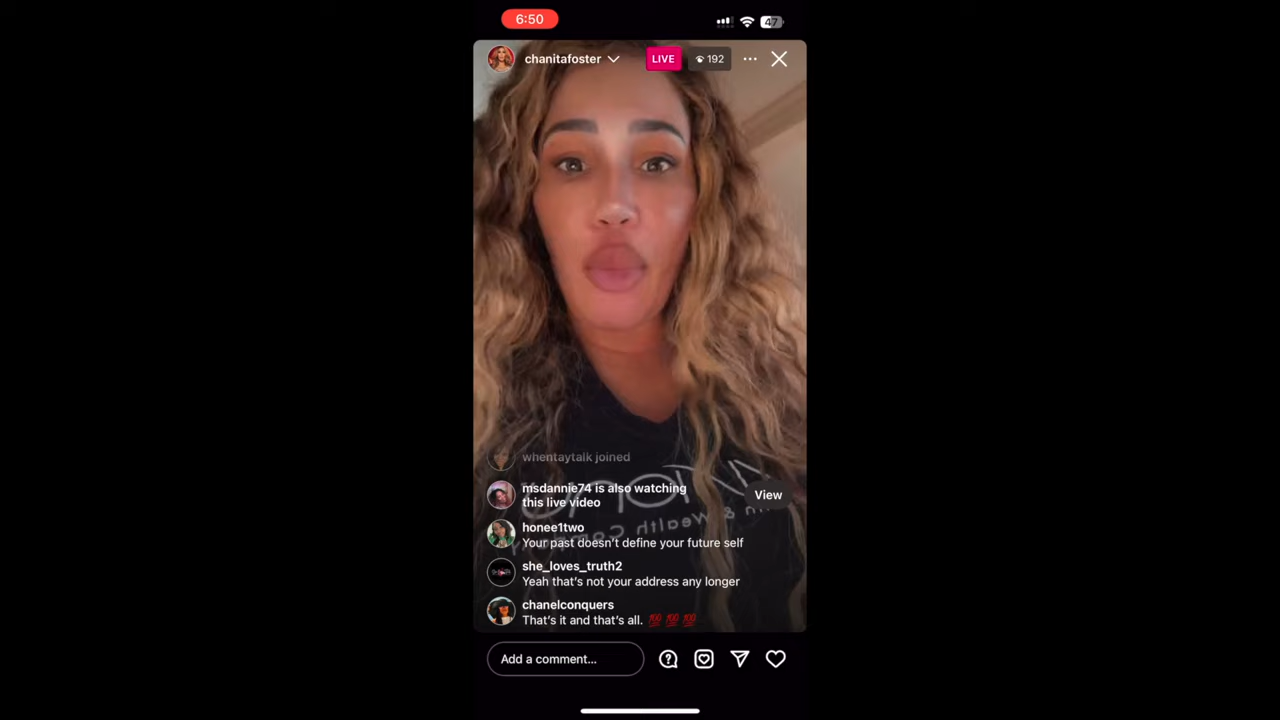 6:50
47
chanitafoster
LIVE
192
whentaytalk joined
msdannie74 is also watching
this live video
View
honee1two
Your past doesn't define your future self
she_loves_truth2
Yeah that's not your address any longer
chanelconquers
That's it and that's all. 💯 💯 💯
Add a comment...